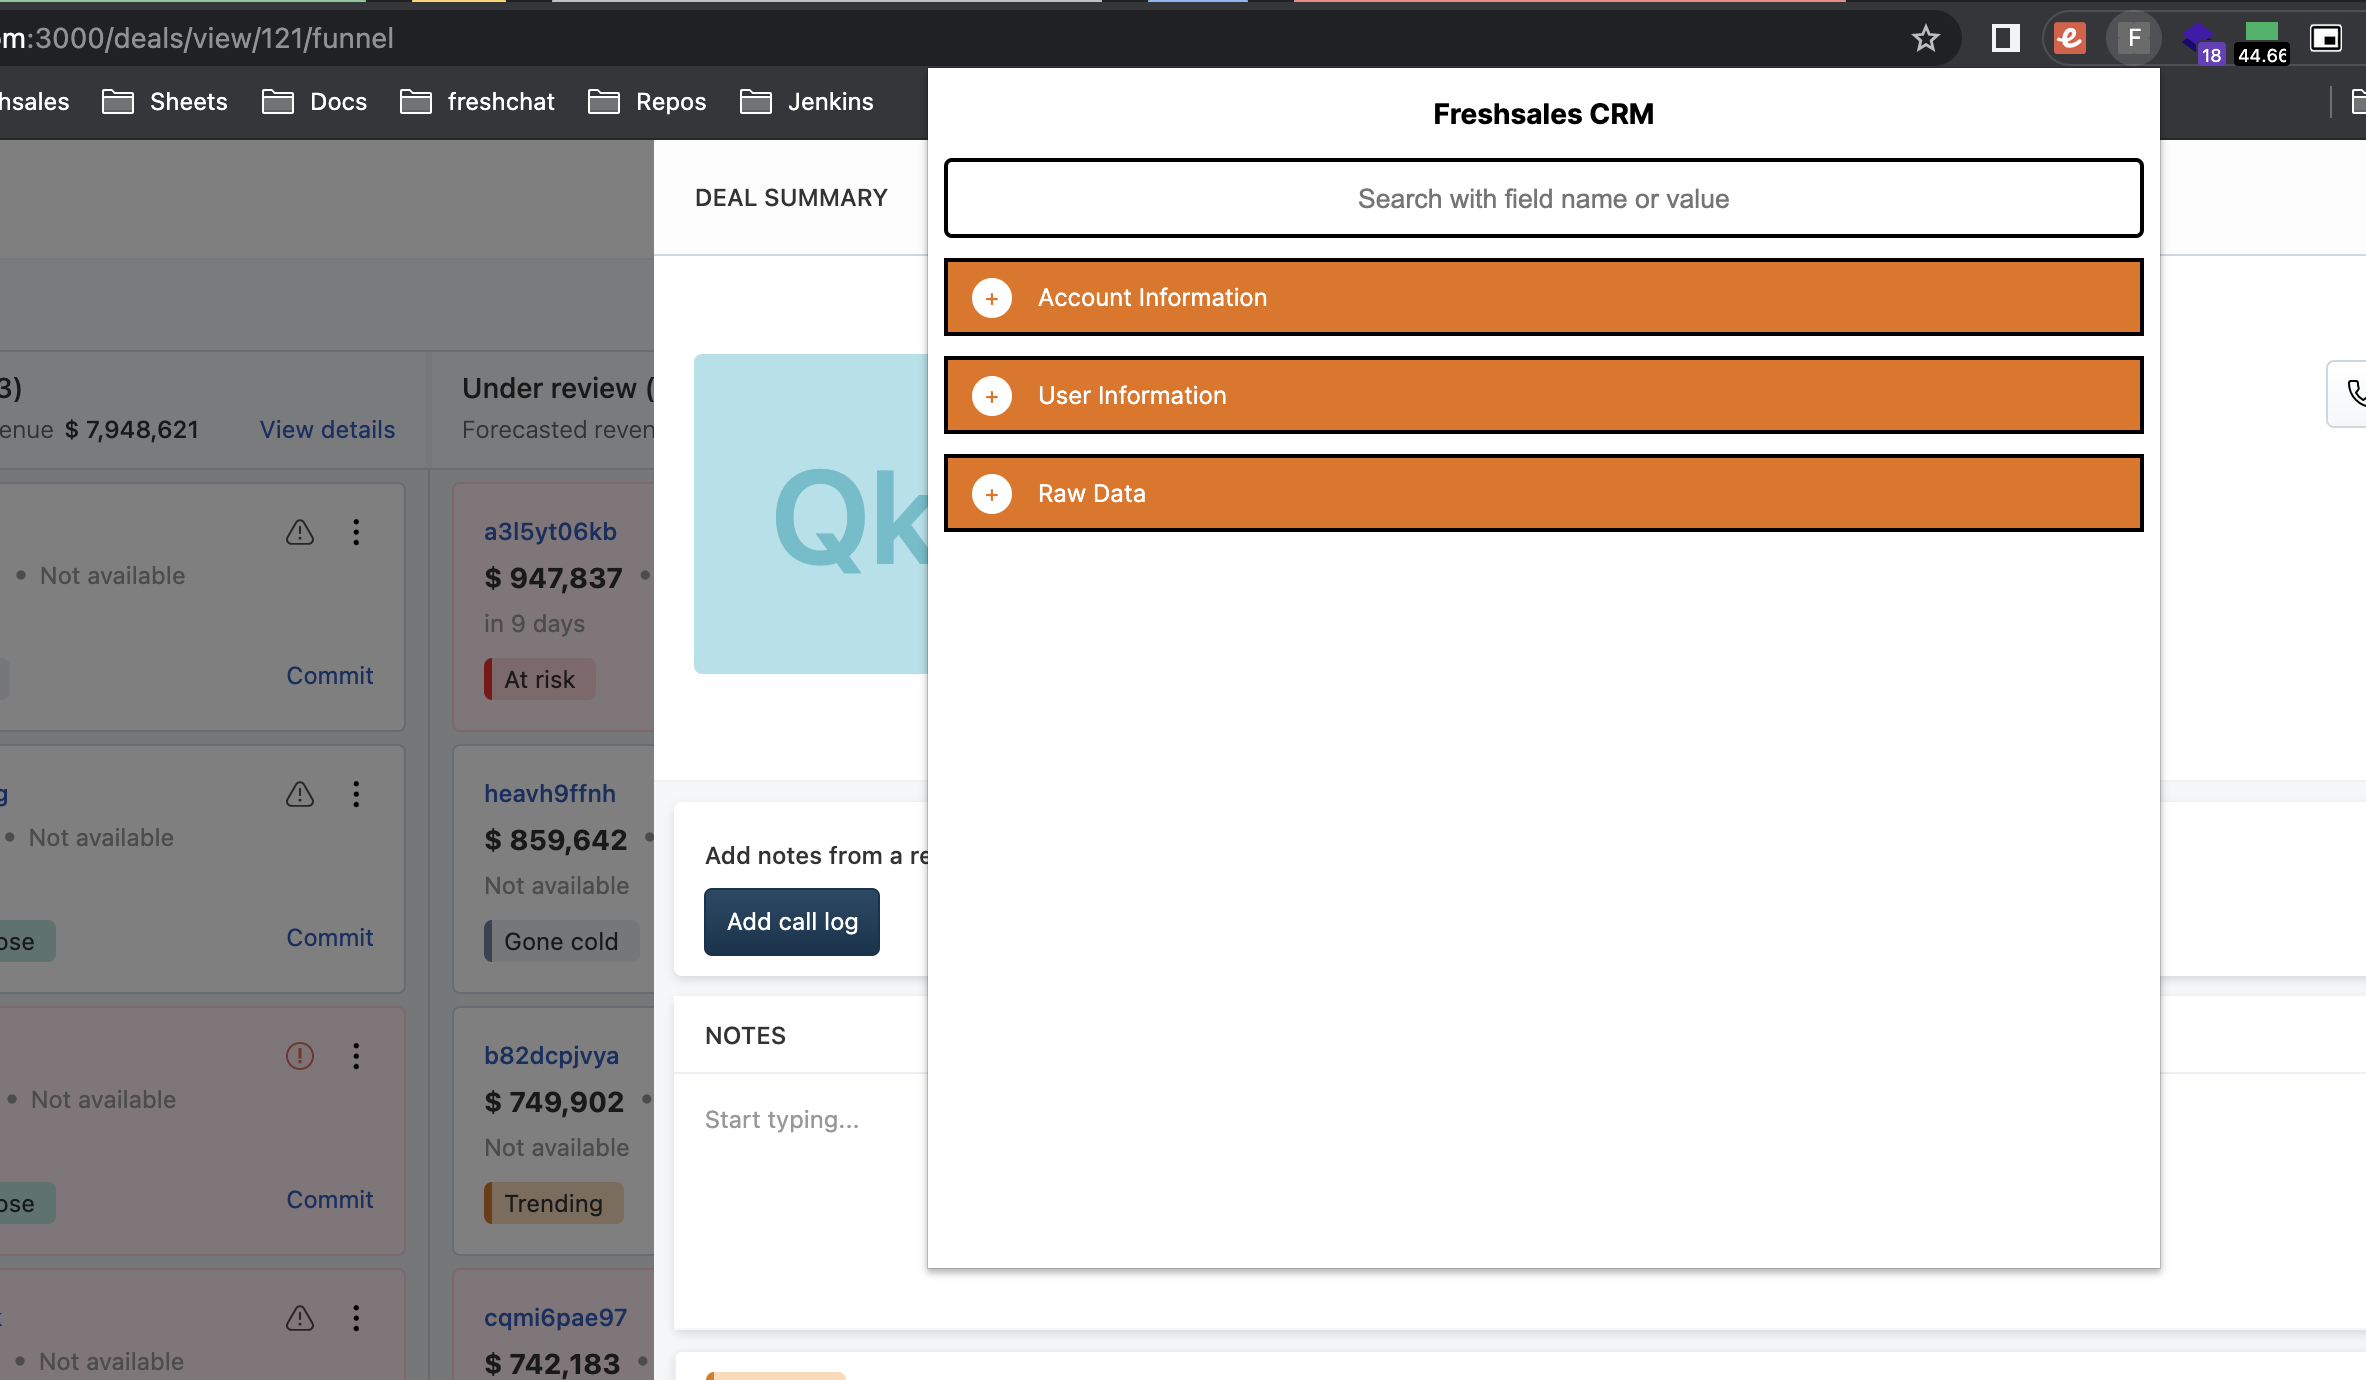 om:3000/deals/view/121/funnel
F
18
44.66
hsales
Sheets
Docs
freshchat
Repos
Jenkins
Freshsales CRM
Search with field name or value
+ Account Information
+ User Information
+ Raw Data
DEAL SUMMARY
Qk
3)
enue $ 7,948,621
View details
Under review (
Forecasted reven
• Not available
Commit
a3l5yt06kb
$ 947,837 •
in 9 days
At risk
g
• Not available
ose
Commit
heavh9ffnh
$ 859,642 •
Not available
Gone cold
• Not available
ose
Commit
b82dcpjvya
$ 749,902 •
Not available
Trending
• Not available
cqmi6pae97
$ 742,183 •
Add notes from a re
Add call log
NOTES
Start typing...